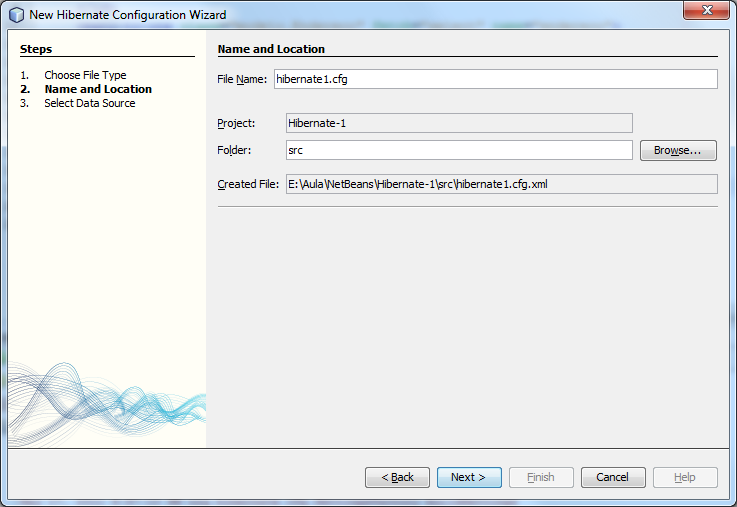 New Hibernate Configuration Wizard
Steps
1. Choose File Type
2. Name and Location
3. Select Data Source
Name and Location
File Name: hibernate1.cfg
Project: Hibernate-1
Folder: src Browse...
Created File: E:\Aula\NetBeans\Hibernate-1\src\hibernate1.cfg.xml
< Back Next > Finish Cancel Help